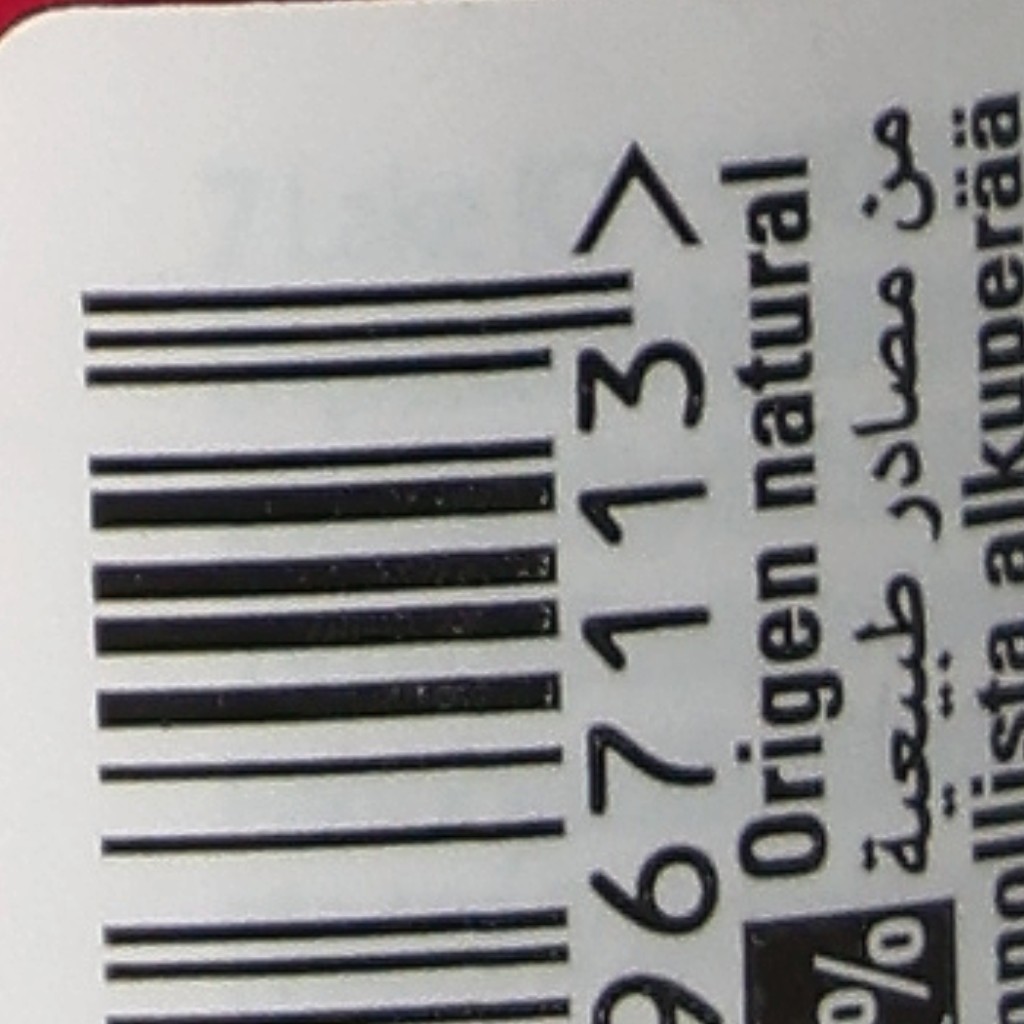 967113>
Origen natural
من مصادر طبيعية
%
alkuperää